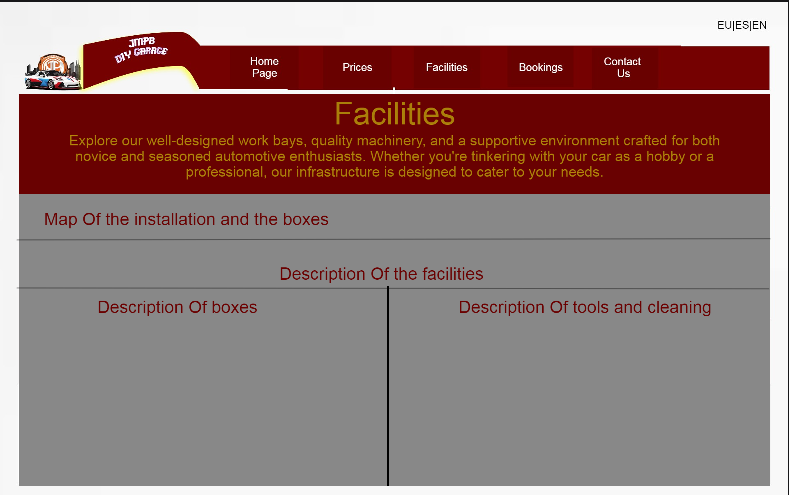 EU|ES|EN
JMPB
DIY GARAGE
Home
Page
Prices
Facilities
Bookings
Contact
Us
Facilities
Explore our well-designed work bays, quality machinery, and a supportive environment crafted for both
novice and seasoned automotive enthusiasts. Whether you're tinkering with your car as a hobby or a
professional, our infrastructure is designed to cater to your needs.
Map Of the installation and the boxes
Description Of the facilities
Description Of boxes
Description Of tools and cleaning